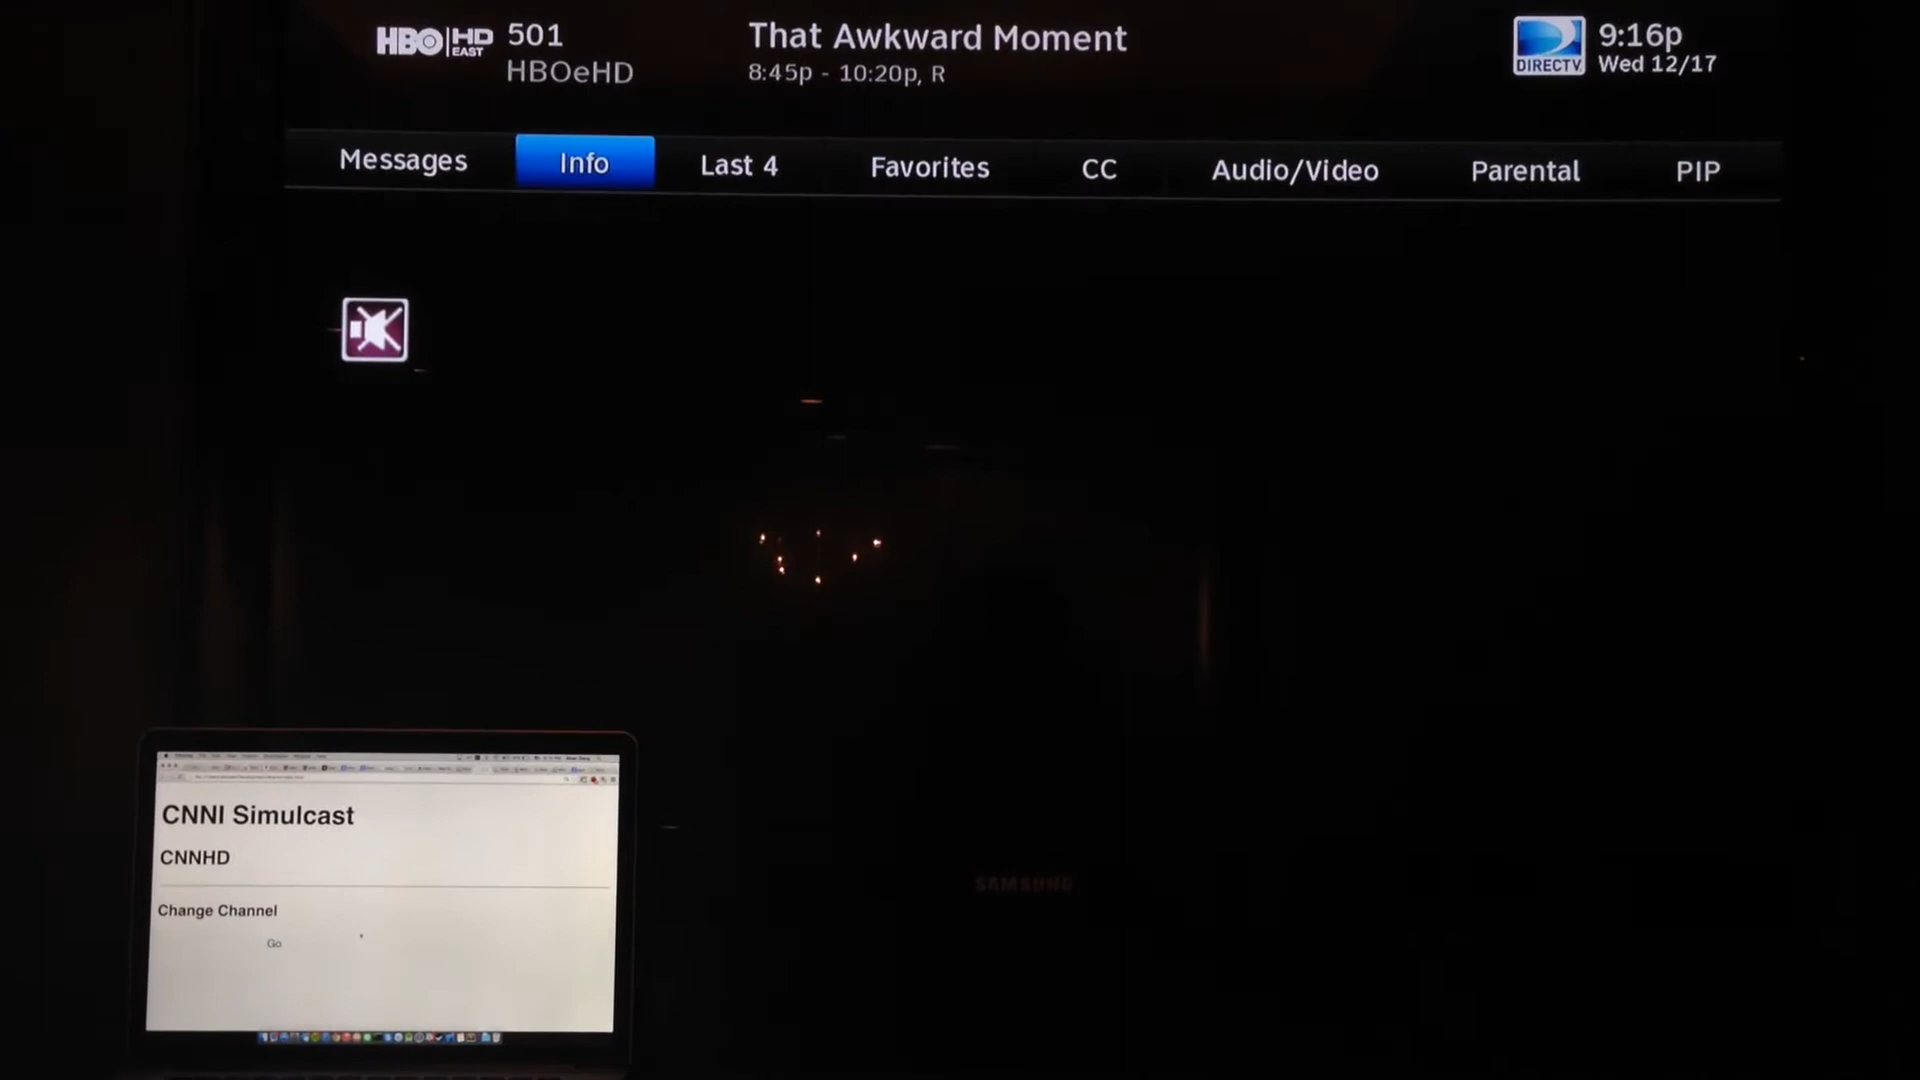 HBO HD EAST
501
HBOeHD
That Awkward Moment
8:45p - 10:20p, R
DIRECTV
9:16p
Wed 12/17
Messages Info Last 4 Favorites CC Audio/Video Parental PIP
CNNI Simulcast
CNNHD
Change Channel
Go
SAMSUNG